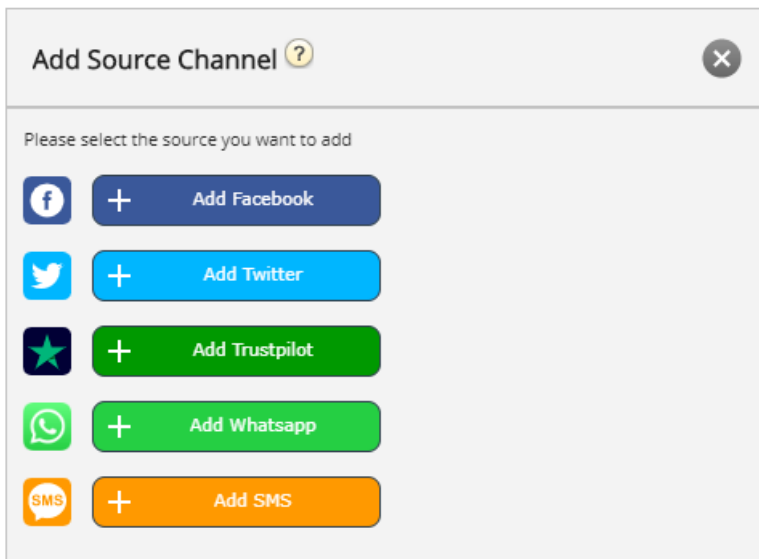 Add Source Channel ?
Please select the source you want to add
f
+ Add Facebook
+ Add Twitter
+ Add Trustpilot
+ Add Whatsapp
SMS
+ Add SMS